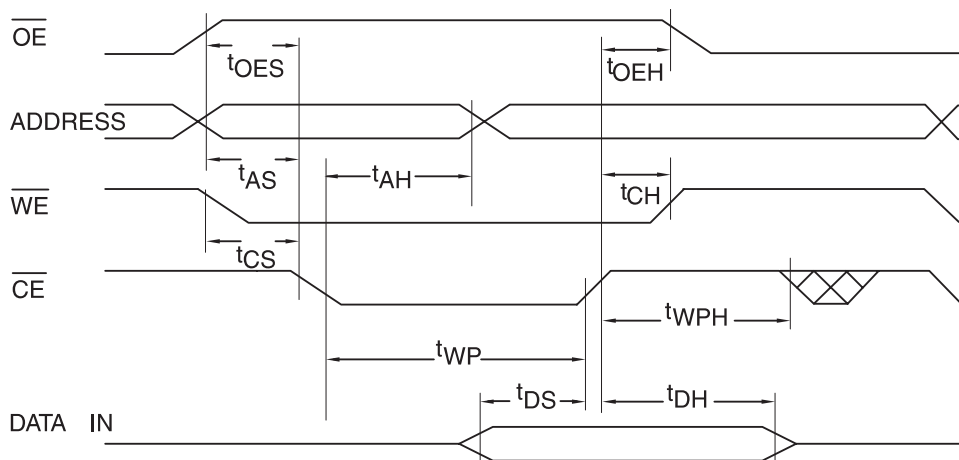 OE
tOES
tOEH
ADDRESS
tAS
tAH
tCH
WE
tCS
CE
tWPH
tWP
tDS
tDH
DATA IN